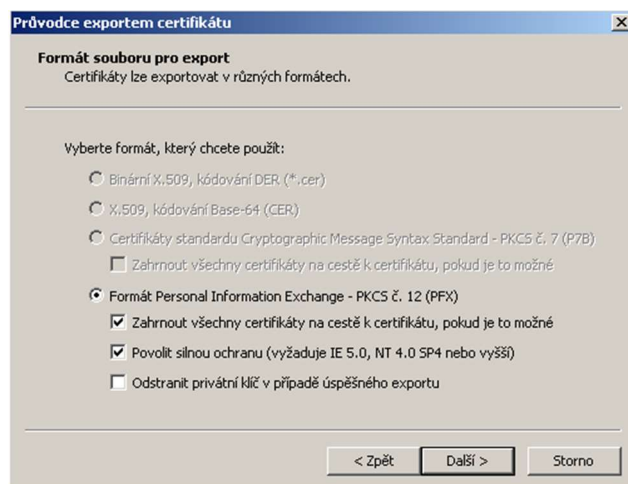 Průvodce exportem certifikátu
Formát souboru pro export
Certifikáty lze exportovat v různých formátech.
Vyberte formát, který chcete použít:
Binární X.509, kódování DER (*.cer)
X.509, kódování Base-64 (CER)
Certifikáty standardu Cryptographic Message Syntax Standard - PKCS č. 7 (P7B)
Zahrnout všechny certifikáty na cestě k certifikátu, pokud je to možné
Formát Personal Information Exchange - PKCS č. 12 (PFX)
Zahrnout všechny certifikáty na cestě k certifikátu, pokud je to možné
Povolit silnou ochranu (vyžaduje IE 5.0, NT 4.0 SP4 nebo vyšší)
Odstranit privátní klíč v případě úspěšného exportu
< Zpět Další > Storno